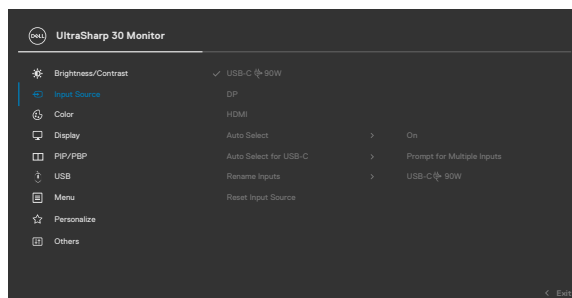 DELL UltraSharp 30 Monitor
Brightness/Contrast USB-C 90W
Input Source DP
Color HDMI
Display Auto Select > On
PIP/PBP Auto Select for USB-C > Prompt for Multiple Inputs
USB Rename Inputs > USB-C 90W
Menu Reset Input Source
Personalize
Others
< Exit